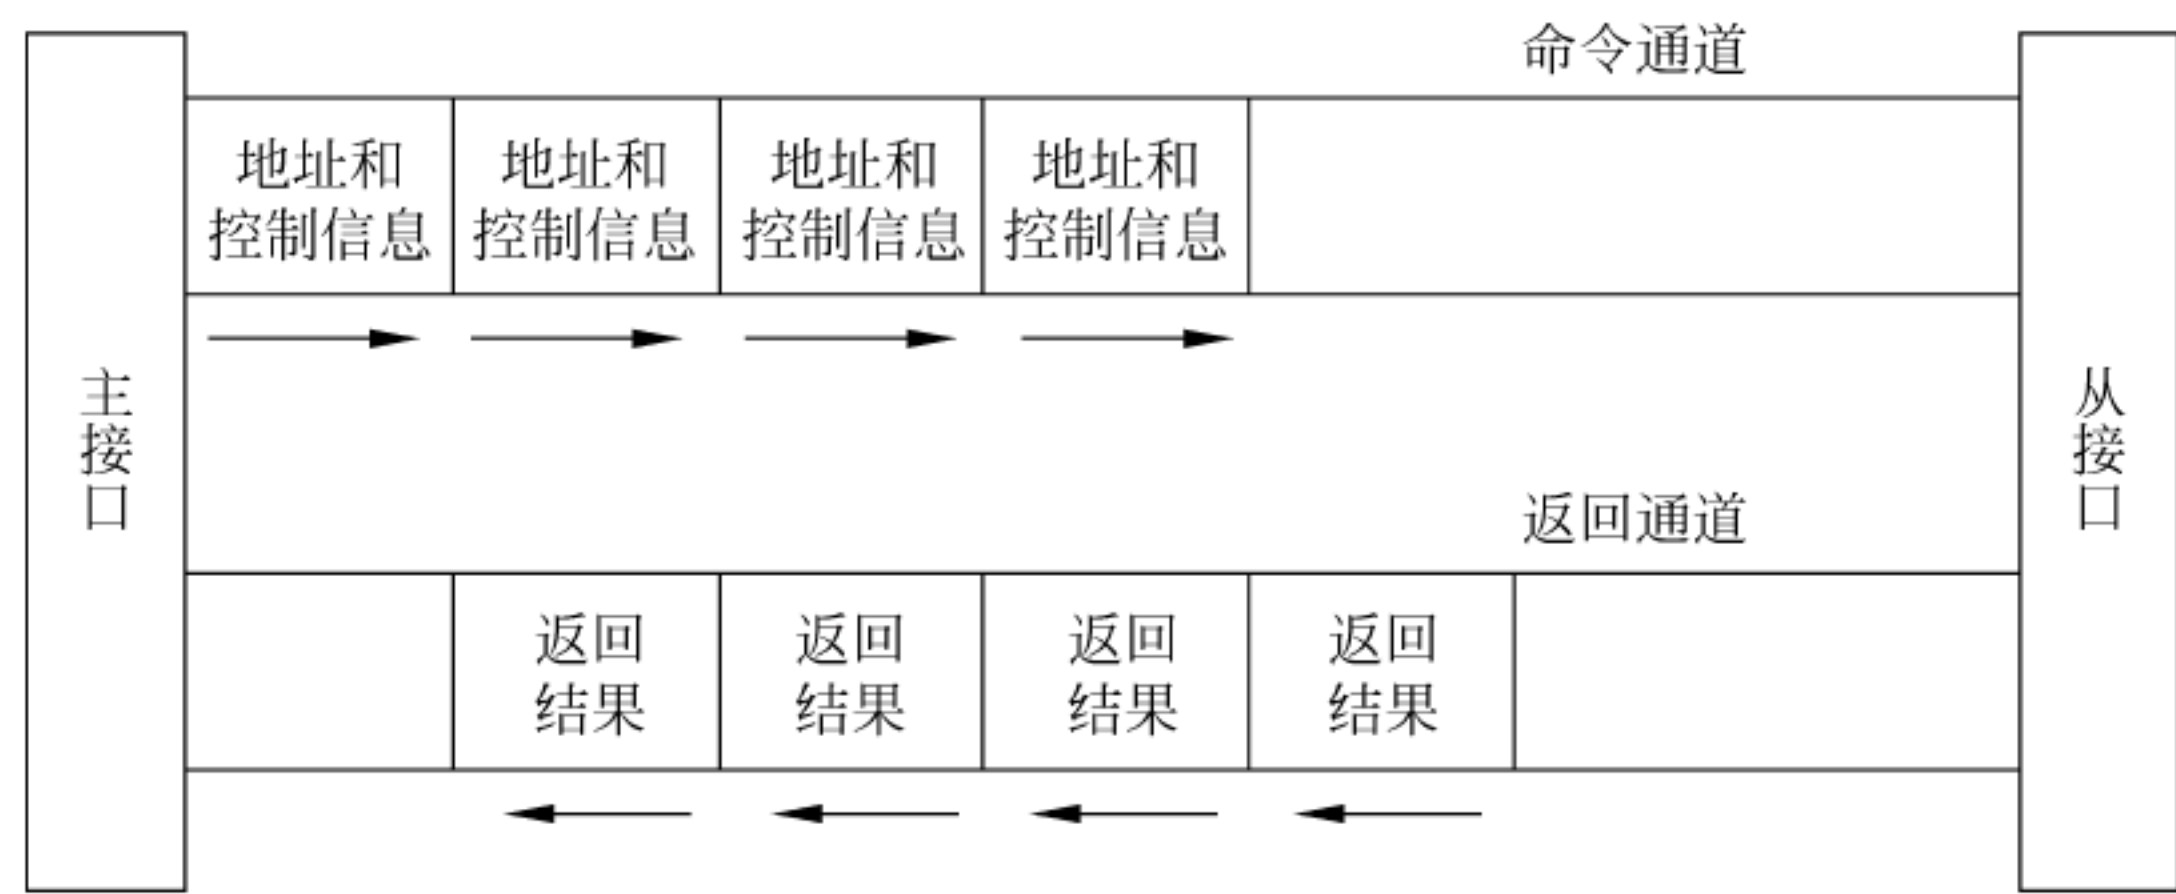 命令通道
地址和
控制信息
地址和
控制信息
地址和
控制信息
地址和
控制信息
主接口
从接口
返回通道
返回
结果
返回
结果
返回
结果
返回
结果